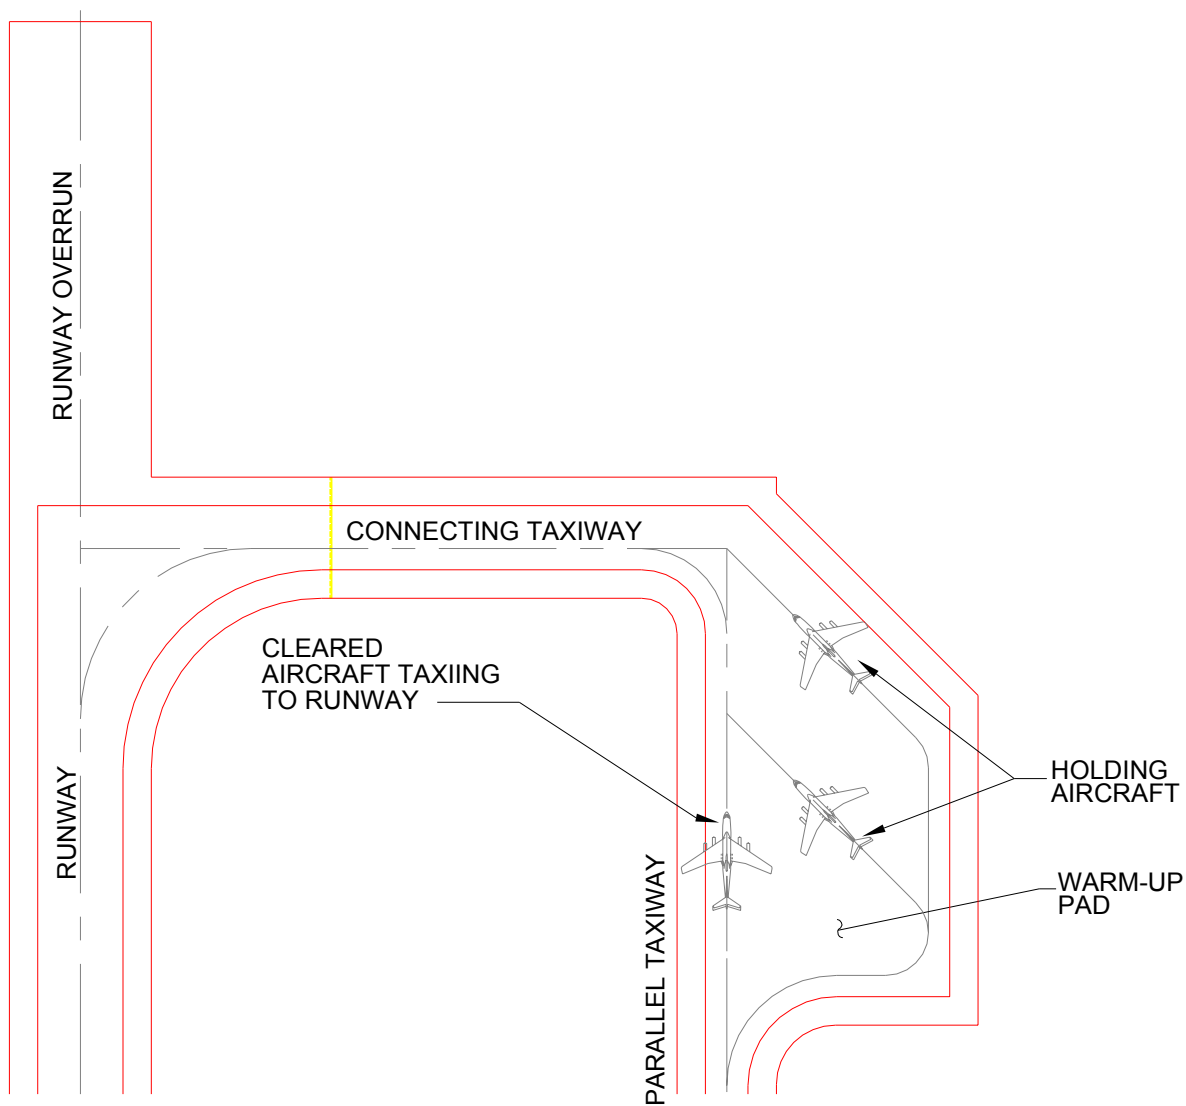 RUNWAY OVERRUN
CONNECTING TAXIWAY
CLEARED
AIRCRAFT TAXIING
TO RUNWAY
RUNWAY
HOLDING
AIRCRAFT
PARALLEL TAXIWAY
WARM-UP
PAD